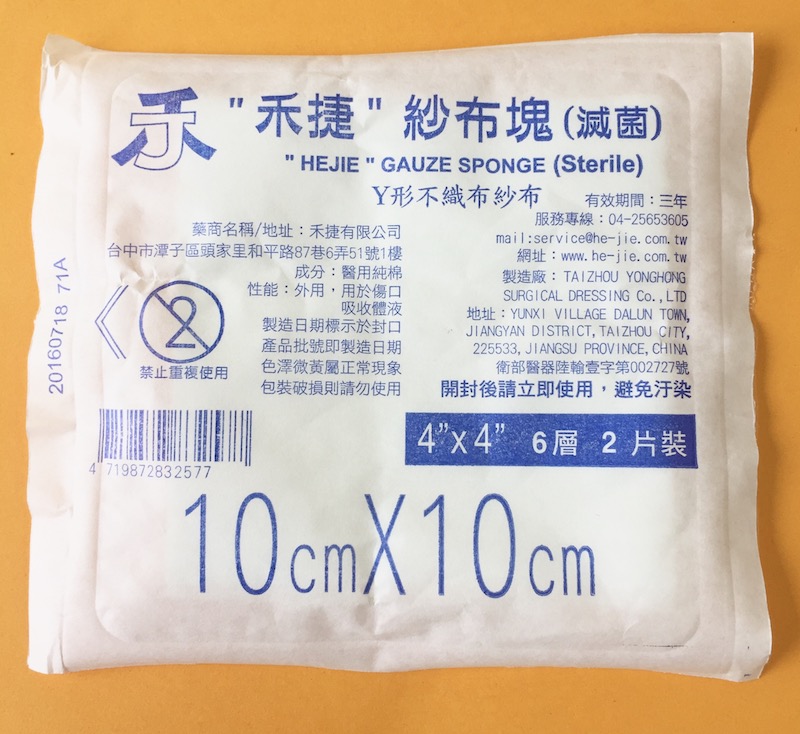 禾 "禾捷" 紗布塊(滅菌)
"HEJIE" GAUZE SPONGE (Sterile)
Y形不織布紗布
藥商名稱/地址：禾捷有限公司
台中市潭子區頭家里和平路87巷6弄51號1樓
成分：醫用純棉
性能：外用，用於傷口
吸收體液
製造日期標示於封口
產品批號即製造日期
色澤微黃屬正常現象
包裝破損則請勿使用
2
禁止重複使用
20160718 71A
有效期間：三年
服務專線：04-25653605
mail:service@he-jie.com.tw
網址：www.he-jie.com.tw
製造廠：TAIZHOU YONGHONG
SURGICAL DRESSING Co.,LTD
地址：YUNXI VILLAGE DALUN TOWN,
JIANGYAN DISTRICT,TAIZHOU CITY,
225533, JIANGSU PROVINCE, CHINA
衛部醫器陸輸壹字第002727號
開封後請立即使用，避免汙染
4"x4" 6層 2片裝
4 719872832577
10cmX10cm